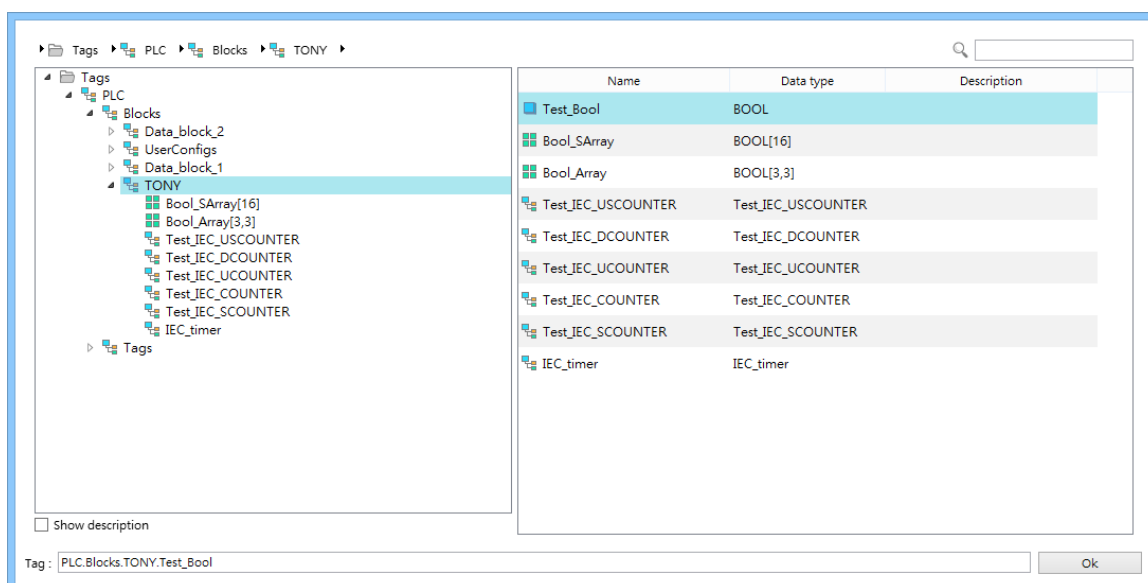 Tags PLC Blocks TONY
Tags
PLC
Blocks
Data_block_2
UserConfigs
Data_block_1
TONY
Bool_SArray[16]
Bool_Array[3,3]
Test_IEC_USCOUNTER
Test_IEC_DCOUNTER
Test_IEC_UCOUNTER
Test_IEC_COUNTER
Test_IEC_SCOUNTER
IEC_timer
Tags
Name Data type Description
Test_Bool BOOL
Bool_SArray BOOL[16]
Bool_Array BOOL[3,3]
Test_IEC_USCOUNTER Test_IEC_USCOUNTER
Test_IEC_DCOUNTER Test_IEC_DCOUNTER
Test_IEC_UCOUNTER Test_IEC_UCOUNTER
Test_IEC_COUNTER Test_IEC_COUNTER
Test_IEC_SCOUNTER Test_IEC_SCOUNTER
IEC_timer IEC_timer
Show description
Tag : PLC.Blocks.TONY.Test_Bool Ok